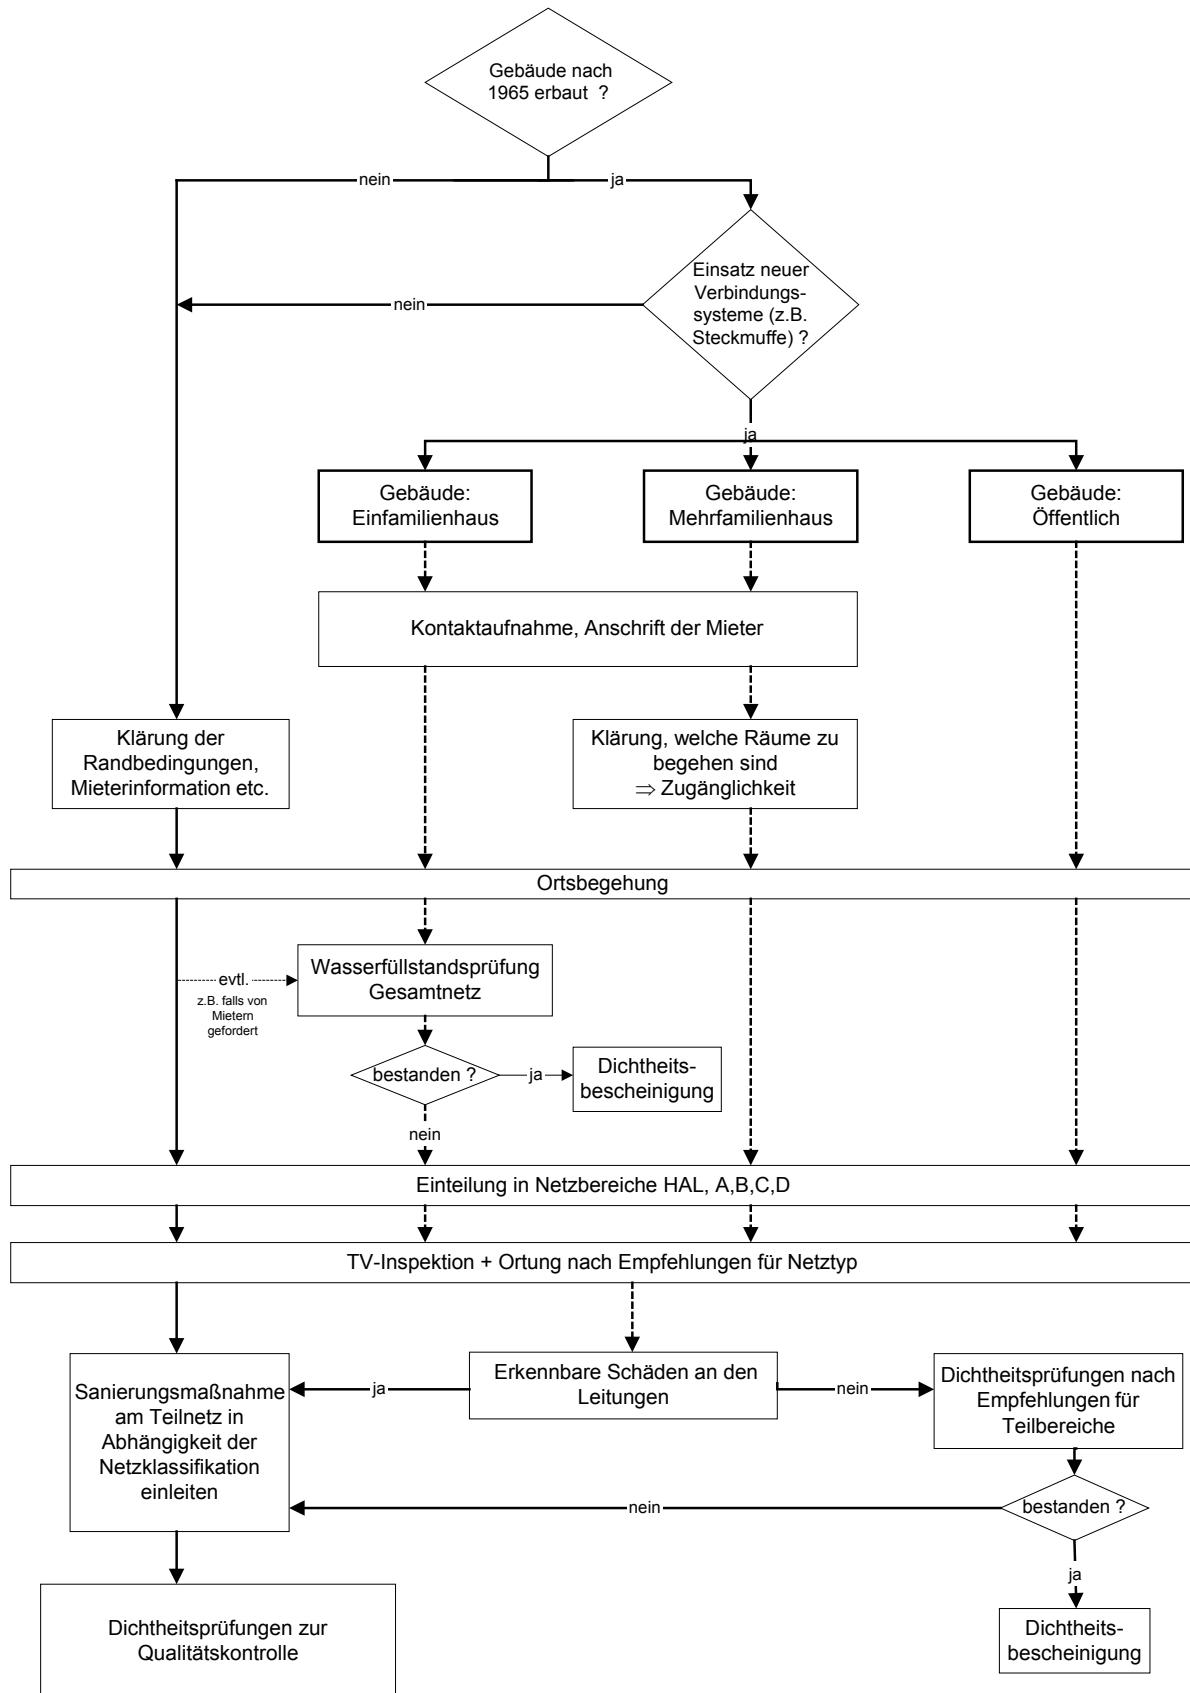 Gebäude nach
1965 erbaut ?
nein
ja
Einsatz neuer
Verbindungs-
systeme (z.B.
Steckmuffe) ?
nein
ja
Gebäude:
Einfamilienhaus
Gebäude:
Mehrfamilienhaus
Gebäude:
Öffentlich
Kontaktaufnahme, Anschrift der Mieter
Klärung der
Randbedingungen,
Mieterinformation etc.
Klärung, welche Räume zu
begehen sind
⇒ Zugänglichkeit
Ortsbegehung
evtl.
z.B. falls von
Mietern
gefordert
Wasserfüllstandsprüfung
Gesamtnetz
bestanden ?
ja
Dichtheits-
bescheinigung
nein
Einteilung in Netzbereiche HAL, A,B,C,D
TV-Inspektion + Ortung nach Empfehlungen für Netztyp
Sanierungsmaßnahme
am Teilnetz in
Abhängigkeit der
Netzklassifikation
einleiten
ja
Erkennbare Schäden an den
Leitungen
nein
Dichtheitsprüfungen nach
Empfehlungen für
Teilbereiche
nein
bestanden ?
ja
Dichtheitsprüfungen zur
Qualitätskontrolle
Dichtheits-
bescheinigung